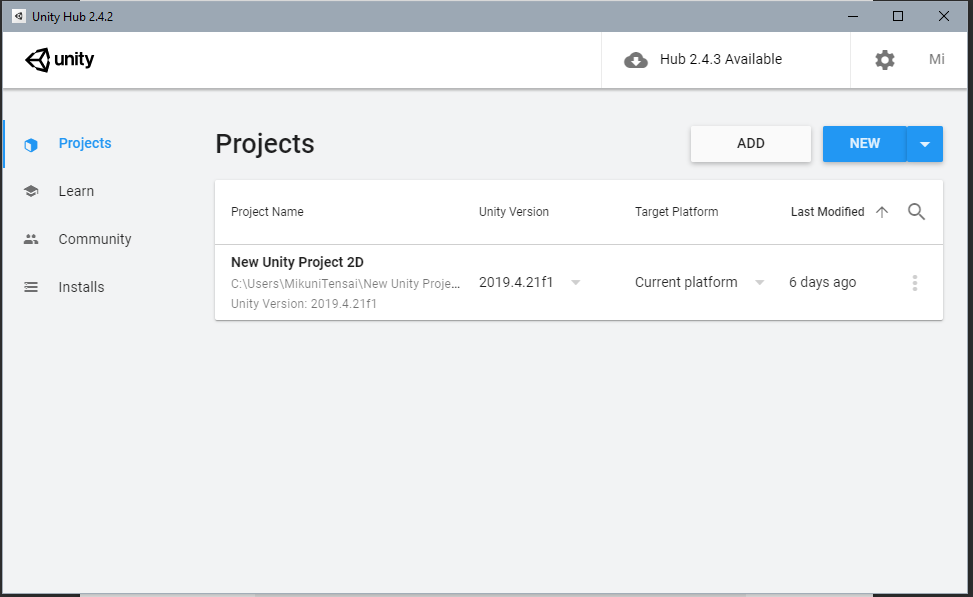 Unity Hub 2.4.2
unity
Hub 2.4.3 Available
Mi
Projects
Learn
Community
Installs
Projects
ADD
NEW
Project Name
Unity Version
Target Platform
Last Modified
New Unity Project 2D
C:\Users\MikuniTensai\New Unity Proje...
Unity Version: 2019.4.21f1
2019.4.21f1
Current platform
6 days ago